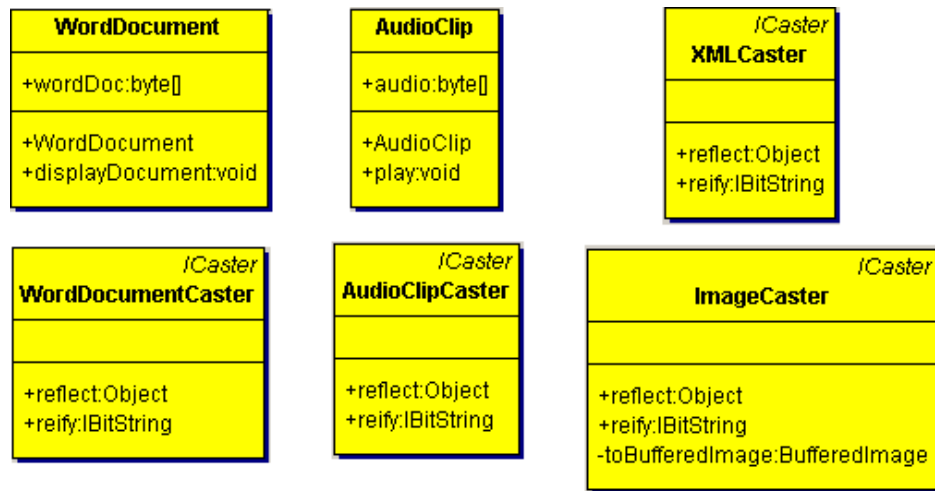 WordDocument
+wordDoc:byte[]
+WordDocument
+displayDocument:void
AudioClip
+audio:byte[]
+AudioClip
+play:void
ICaster
XMLCaster
+reflect:Object
+reify:IBitString
ICaster
WordDocumentCaster
+reflect:Object
+reify:IBitString
ICaster
AudioClipCaster
+reflect:Object
+reify:IBitString
ICaster
ImageCaster
+reflect:Object
+reify:IBitString
-toBufferedImage:BufferedImage